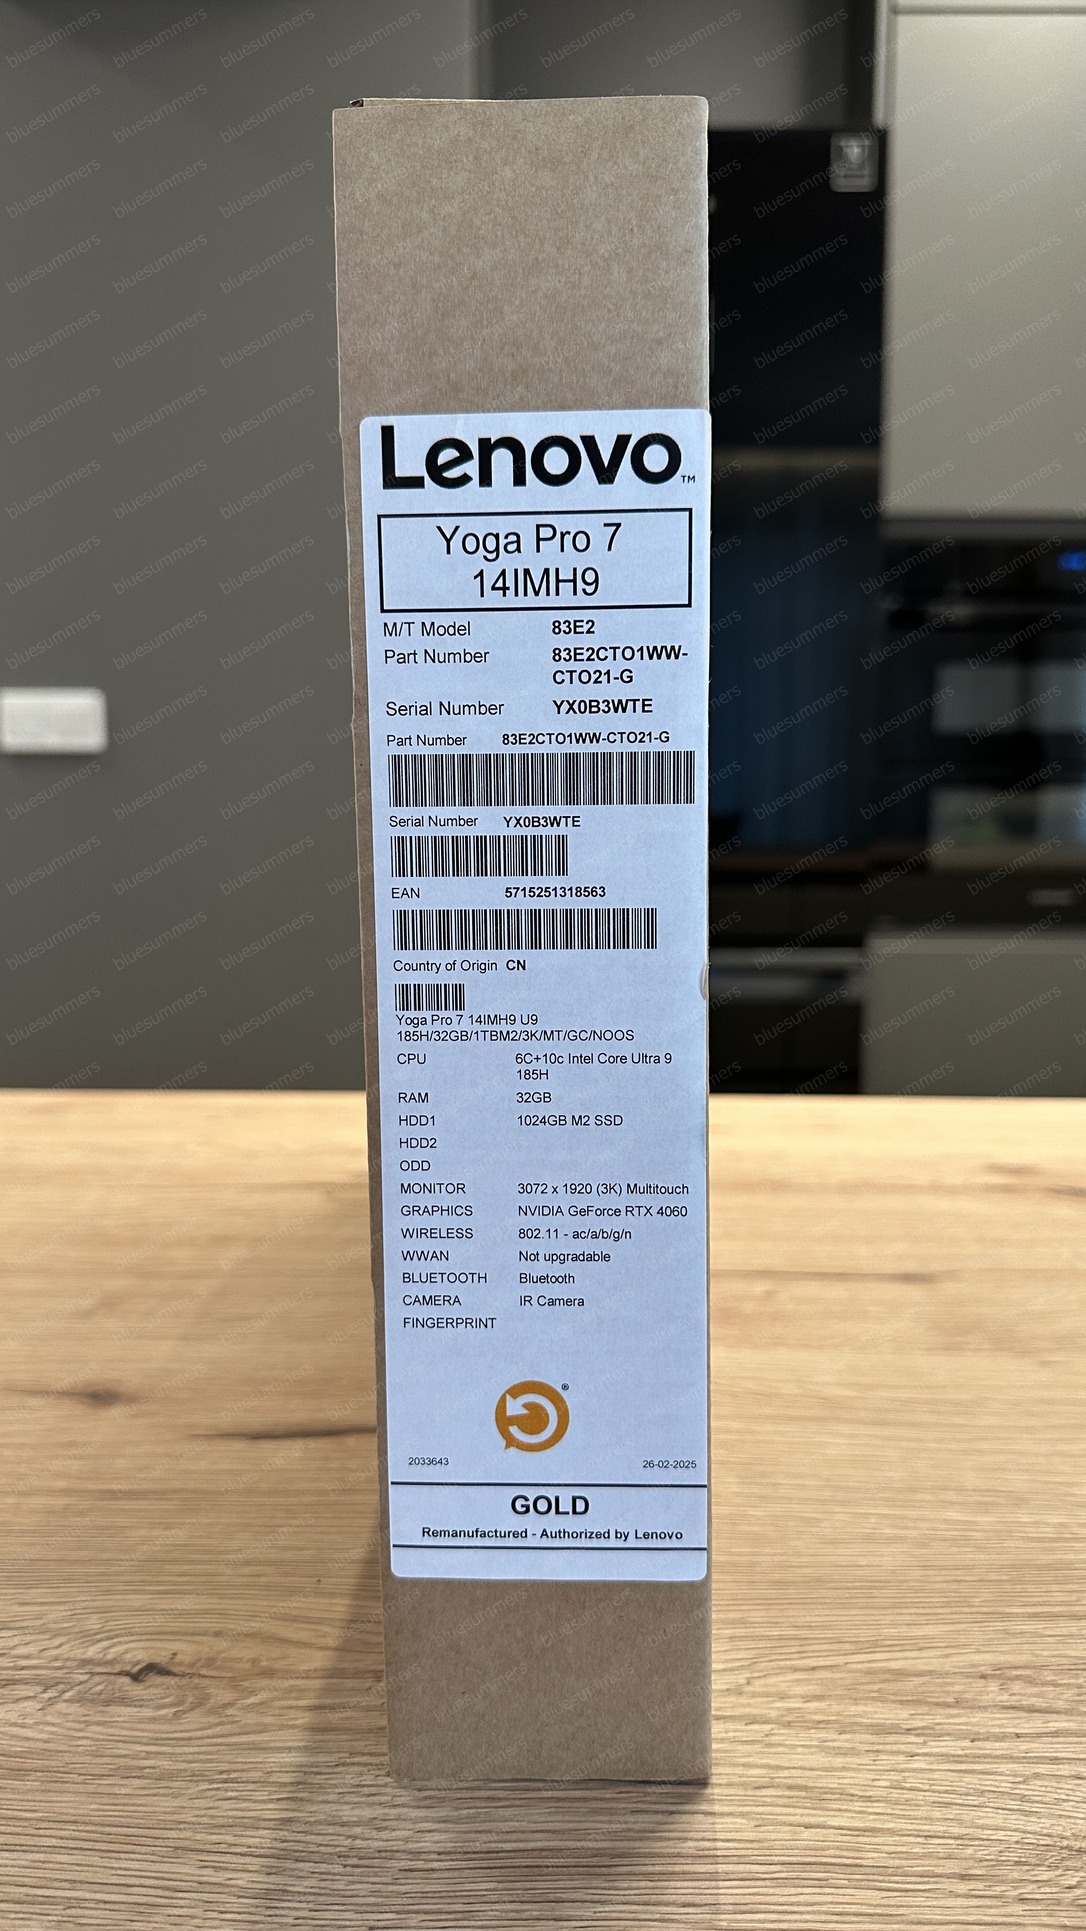 Lenovo™
Yoga Pro 7
14IMH9
M/T Model 83E2
Part Number 83E2CTO1WW-
CTO21-G
Serial Number YX0B3WTE
Part Number 83E2CTO1WW-CTO21-G
Serial Number YX0B3WTE
EAN 5715251318563
Country of Origin CN
Yoga Pro 7 14IMH9 U9
185H/32GB/1TBM2/3K/MT/GC/NOOS
CPU 6C+10c Intel Core Ultra 9
185H
RAM 32GB
HDD1 1024GB M2 SSD
HDD2
ODD
MONITOR 3072 x 1920 (3K) Multitouch
GRAPHICS NVIDIA GeForce RTX 4060
WIRELESS 802.11 - ac/a/b/g/n
WWAN Not upgradable
BLUETOOTH Bluetooth
CAMERA IR Camera
FINGERPRINT
®
2033643 26-02-2025
GOLD
Remanufactured - Authorized by Lenovo
bluesummers